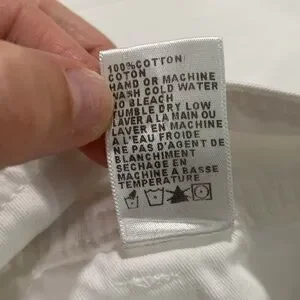 100%COTTON
COTON
HAND OR MACHINE
WASH COLD WATER
NO BLEACH
TUMBLE DRY LOW
LAVER A LA MAIN OU
LAVER EN MACHINE
A L'EAU FROIDE
NE PAS D'AGENT DE
BLANCHIMENT
SECHAGE EN
MACHINE A BASSE
TEMPERATURE